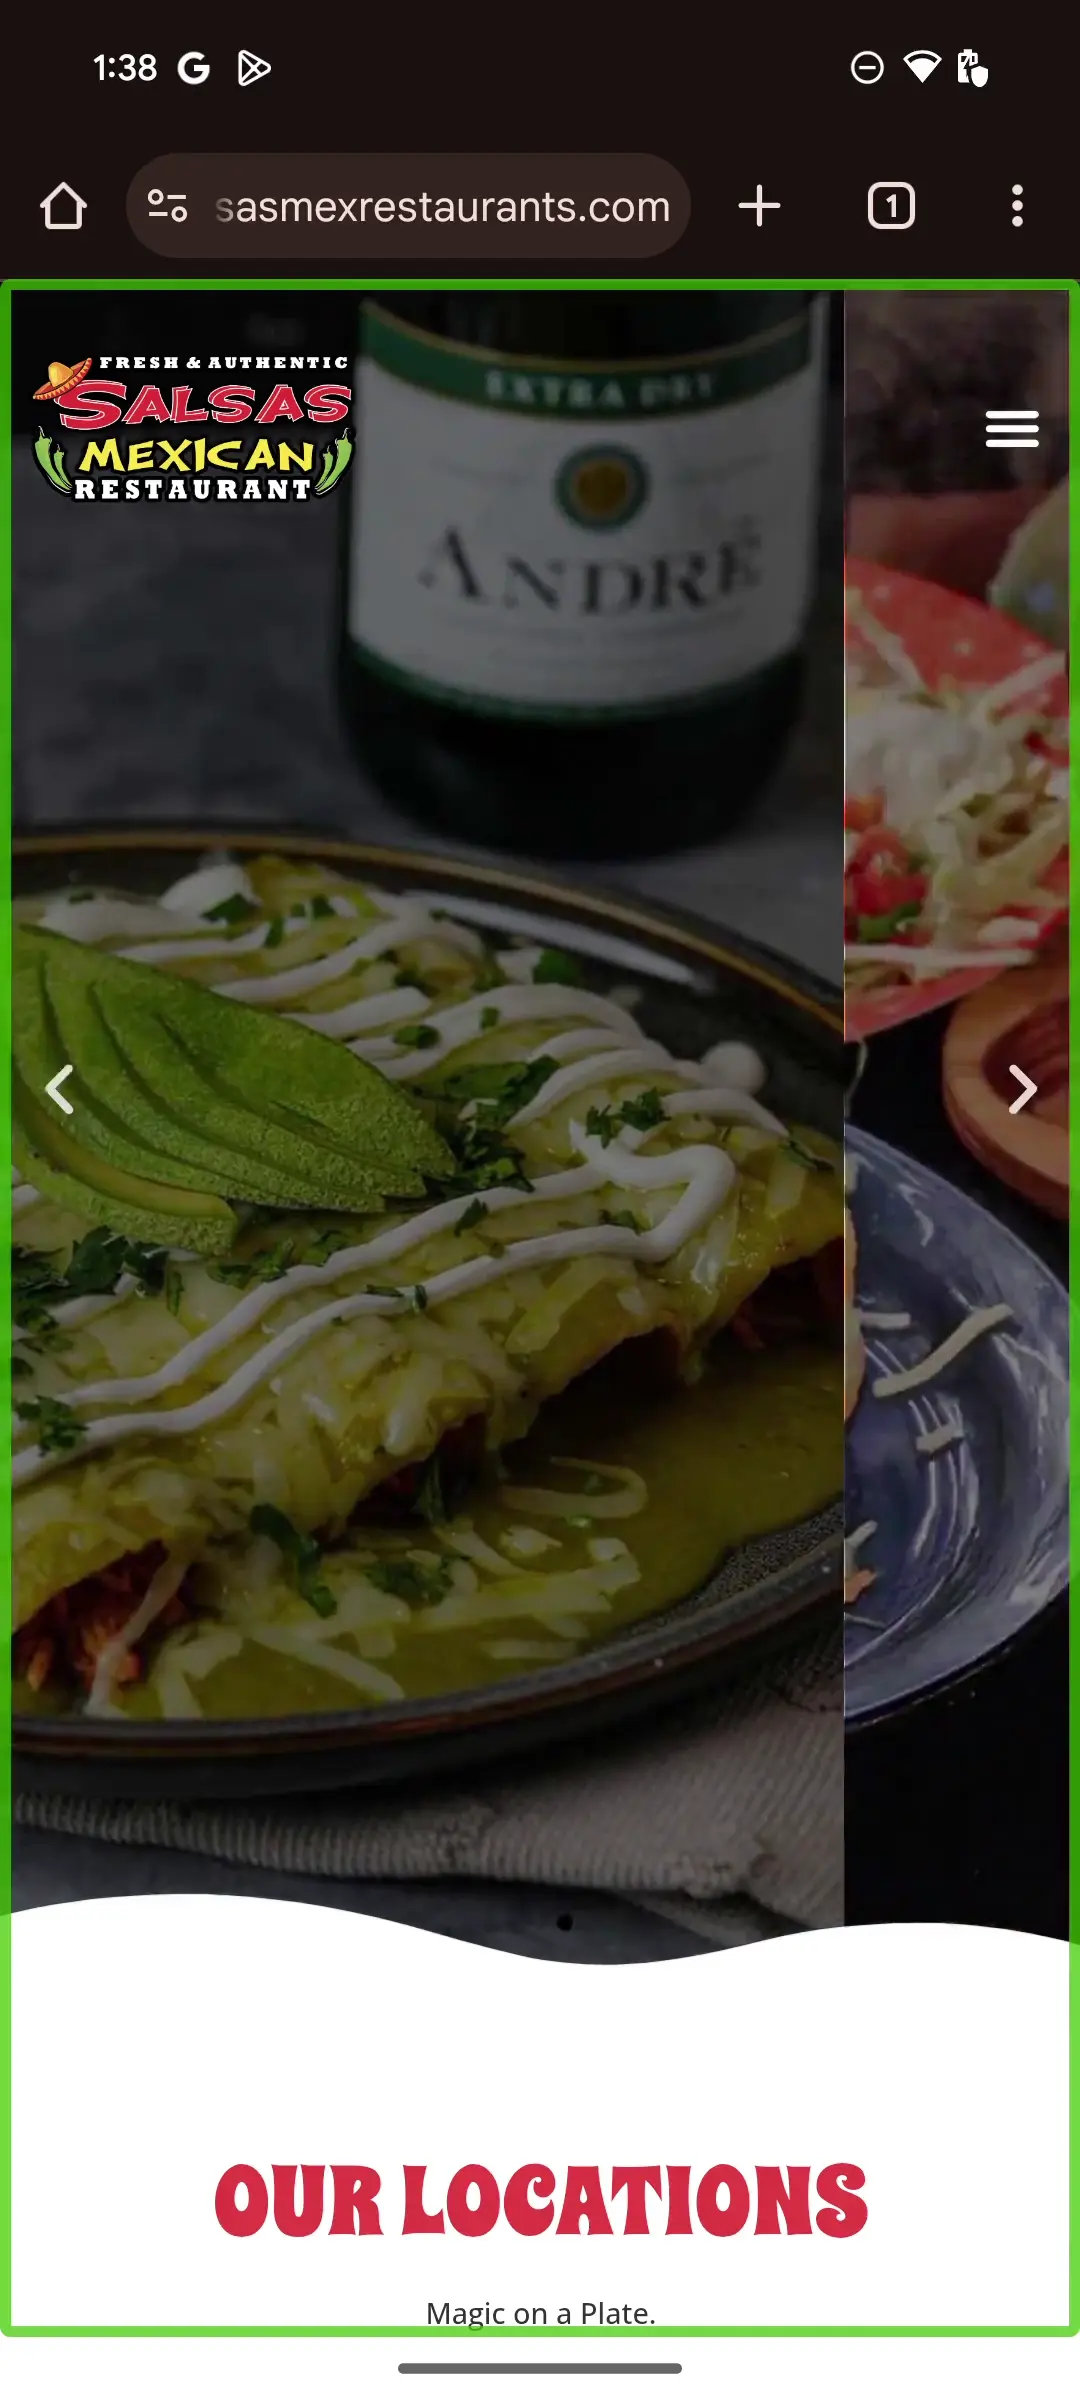 1:38
sasmexrestaurants.com
1
FRESH & AUTHENTIC
SALSAS
MEXICAN
RESTAURANT
EXTRA DRY
ANDRÉ
OUR LOCATIONS
Magic on a Plate.